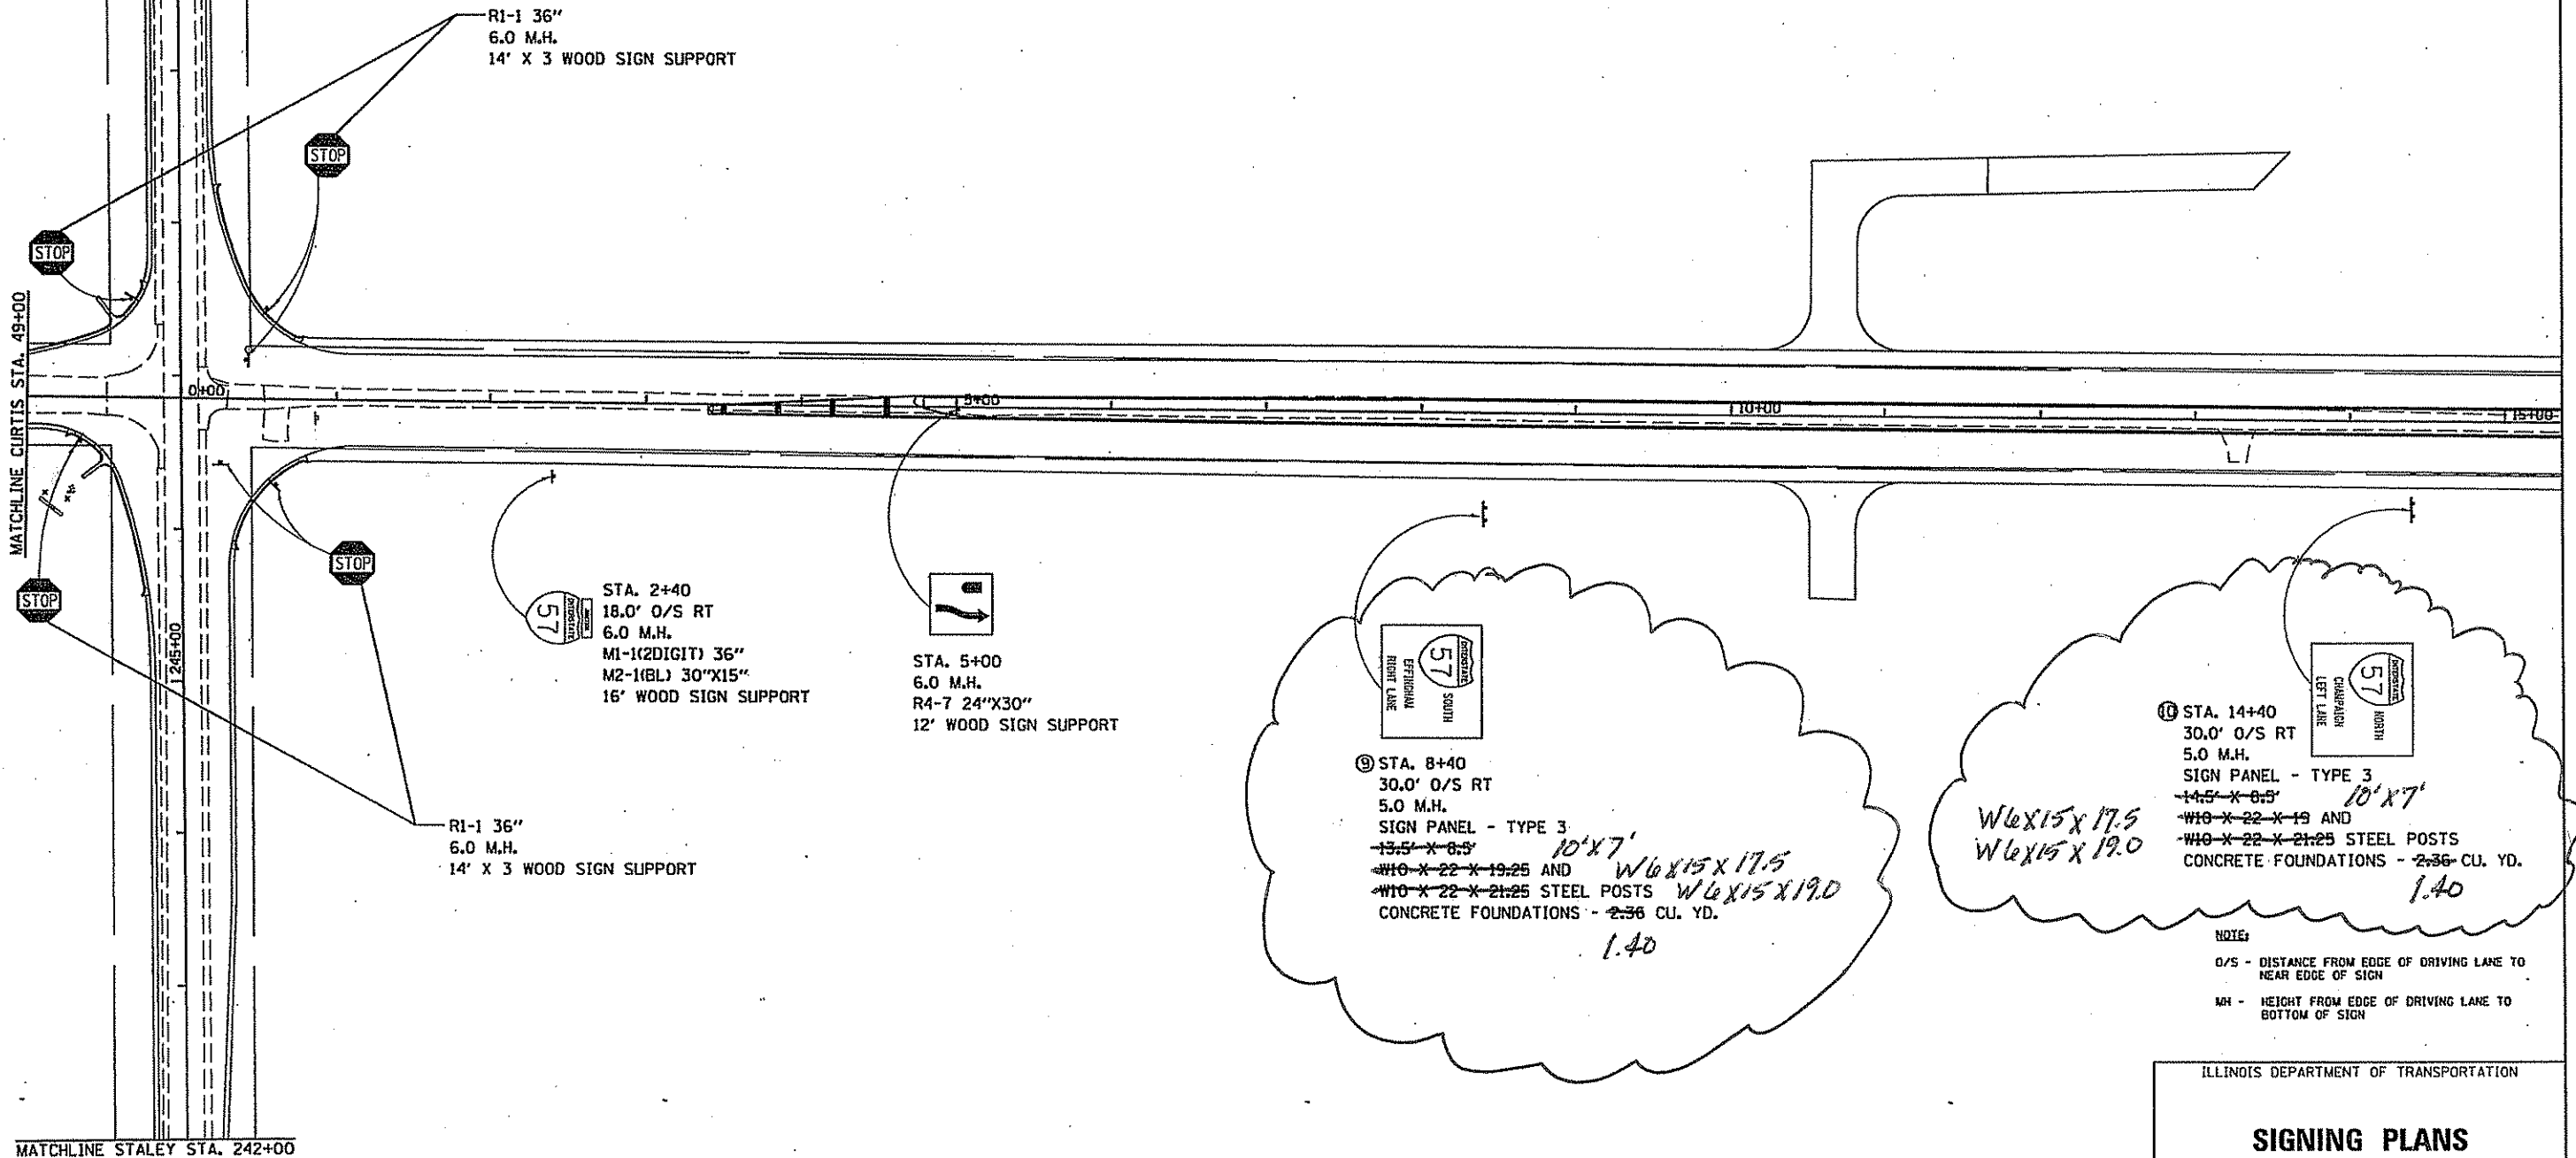 R1-1 36"
6.0 M.H.
14' X 3 WOOD SIGN SUPPORT
STOP
STOP
MATCHLINE CURTIS STA. 49+00
0+00
5+00
10+00
15+00
STOP
STOP
245+00
INTERSTATE
57
STA. 2+40
18.0' O/S RT
6.0 M.H.
M1-1(2DIGIT) 36"
M2-1(BL) 30"X15"
16' WOOD SIGN SUPPORT
STA. 5+00
6.0 M.H.
R4-7 24"X30"
12' WOOD SIGN SUPPORT
INTERSTATE
57 SOUTH
EFFINGHAM
RIGHT LANE
⑨ STA. 8+40
30.0' O/S RT
5.0 M.H.
SIGN PANEL - TYPE 3
13.5' X 8.5' 10'X7'
W10 X 22 X 19.25 AND W6X15X17.5
W10 X 22 X 21.25 STEEL POSTS W6X15X19.0
CONCRETE FOUNDATIONS - 2.36 CU. YD.
1.40
INTERSTATE
57 NORTH
CHAMPAIGN
LEFT LANE
⑩ STA. 14+40
30.0' O/S RT
5.0 M.H.
SIGN PANEL - TYPE 3
14.5' X 8.5' 10'X7'
W6X15X17.5 W10 X 22 X 19 AND
W6X15X19.0 W10 X 22 X 21.25 STEEL POSTS
CONCRETE FOUNDATIONS - 2.36 CU. YD.
1.40
R1-1 36"
6.0 M.H.
14' X 3 WOOD SIGN SUPPORT
NOTE:
O/S - DISTANCE FROM EDGE OF DRIVING LANE TO
NEAR EDGE OF SIGN
MH - HEIGHT FROM EDGE OF DRIVING LANE TO
BOTTOM OF SIGN
ILLINOIS DEPARTMENT OF TRANSPORTATION
SIGNING PLANS
MATCHLINE STALEY STA. 242+00